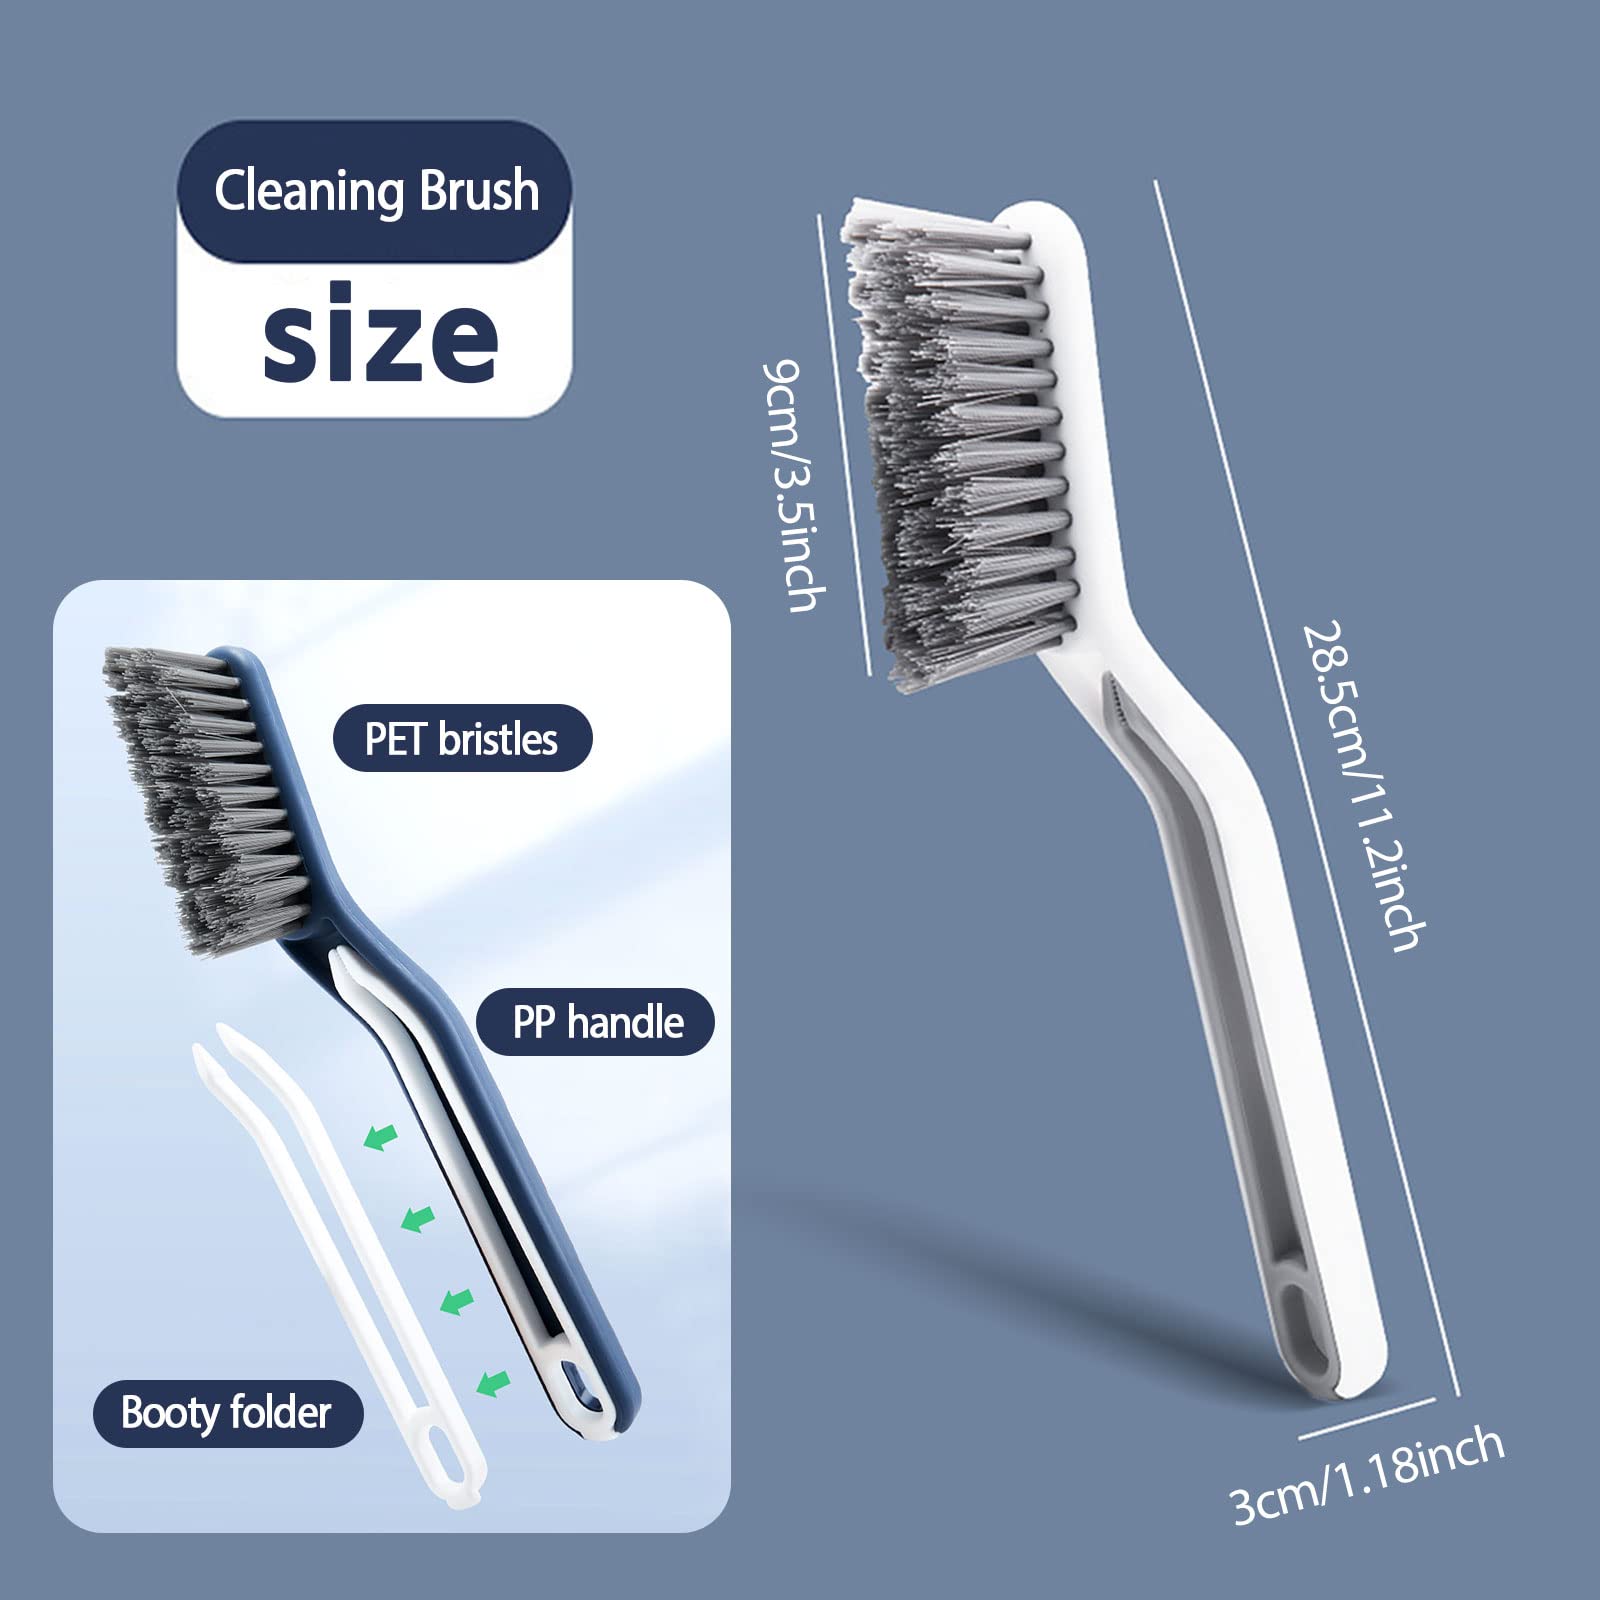 Cleaning Brush
size
9cm/3.5inch
28.5cm/11.2inch
PET bristles
PP handle
Booty folder
3cm/1.18inch